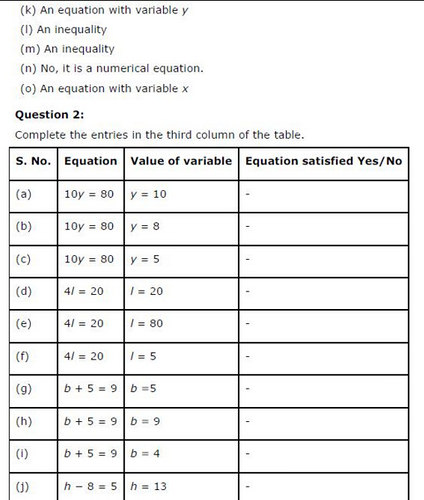 (k) An equation with variable y
(l) An inequality
(m) An inequality
(n) No, it is a numerical equation.
(o) An equation with variable x
Question 2:
Complete the entries in the third column of the table.
S. No. Equation Value of variable Equation satisfied Yes/No
(a) 10y = 80 y = 10 -
(b) 10y = 80 y = 8 -
(c) 10y = 80 y = 5 -
(d) 4l = 20 l = 20 -
(e) 4l = 20 l = 80 -
(f) 4l = 20 l = 5 -
(g) b + 5 = 9 b =5 -
(h) b + 5 = 9 b = 9 -
(i) b + 5 = 9 b = 4 -
(j) h − 8 = 5 h = 13 -